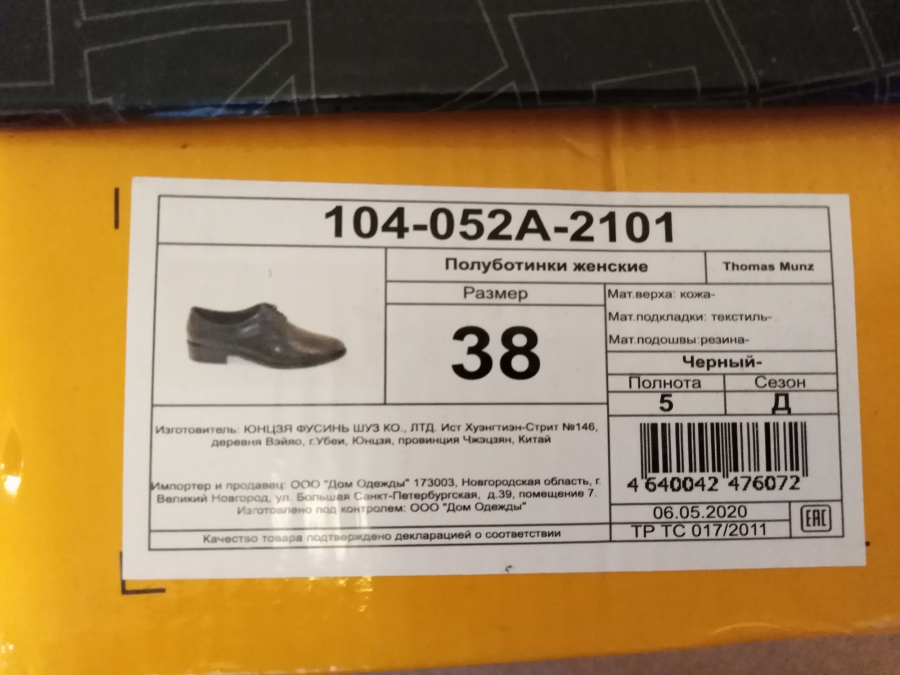 104-052A-2101
Полуботинки женские
Thomas Munz
Размер
38
Мат.верха: кожа-
Мат.подкладки: текстиль-
Мат.подошвы:резина-
Черный-
Полнота
Сезон
5
Д
Изготовитель: ЮНЦЗЯ ФУСИНЬ ШУЗ КО., ЛТД. Ист Хуэнгтиэн-Стрит №146,
деревня Вэйяо, г.Убеи, Юнцзя, провинция Чжэцзян, Китай
4 640042 476072
Импортер и продавец: ООО "Дом Одежды" 173003, Новгородская область, г.
Великий Новгород, ул. Большая Санкт-Петербургская, д.39, помещение 7.
Изготовлено под контролем: ООО "Дом Одежды"
06.05.2020
ТР ТС 017/2011
EAC
Качество товара подтверждено декларацией о соответствии